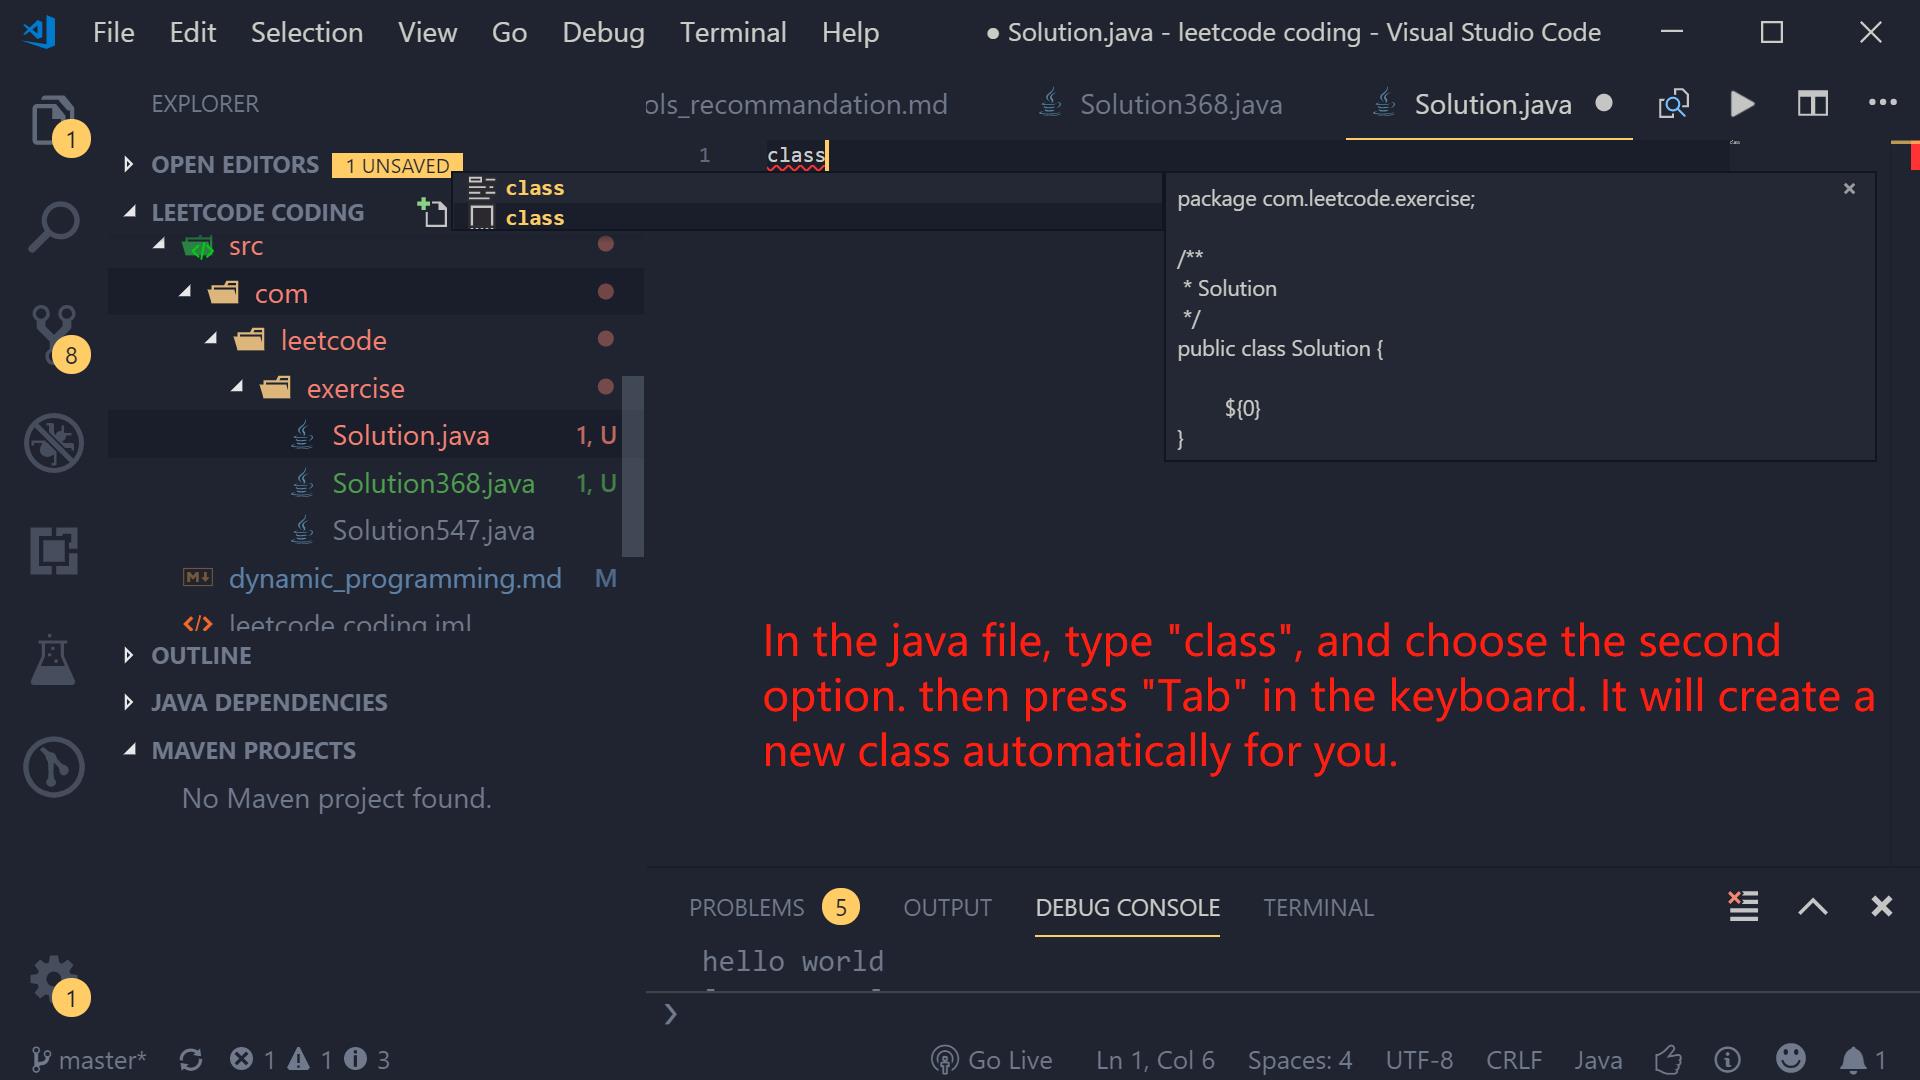 File Edit Selection View Go Debug Terminal Help ● Solution.java - leetcode coding - Visual Studio Code
EXPLORER
ols_recommandation.md Solution368.java Solution.java
1
OPEN EDITORS 1 UNSAVED
LEETCODE CODING
src
com
leetcode
exercise
Solution.java 1, U
Solution368.java 1, U
Solution547.java
dynamic_programming.md M
leetcode coding.iml
OUTLINE
JAVA DEPENDENCIES
MAVEN PROJECTS
No Maven project found.
8
1
1 class
class
class
package com.leetcode.exercise;
/**
* Solution
*/
public class Solution {
${0}
}
In the java file, type "class", and choose the second
option. then press "Tab" in the keyboard. It will create a
new class automatically for you.
PROBLEMS 5 OUTPUT DEBUG CONSOLE TERMINAL
hello world
master* 1 1 3 Go Live Ln 1, Col 6 Spaces: 4 UTF-8 CRLF Java 1